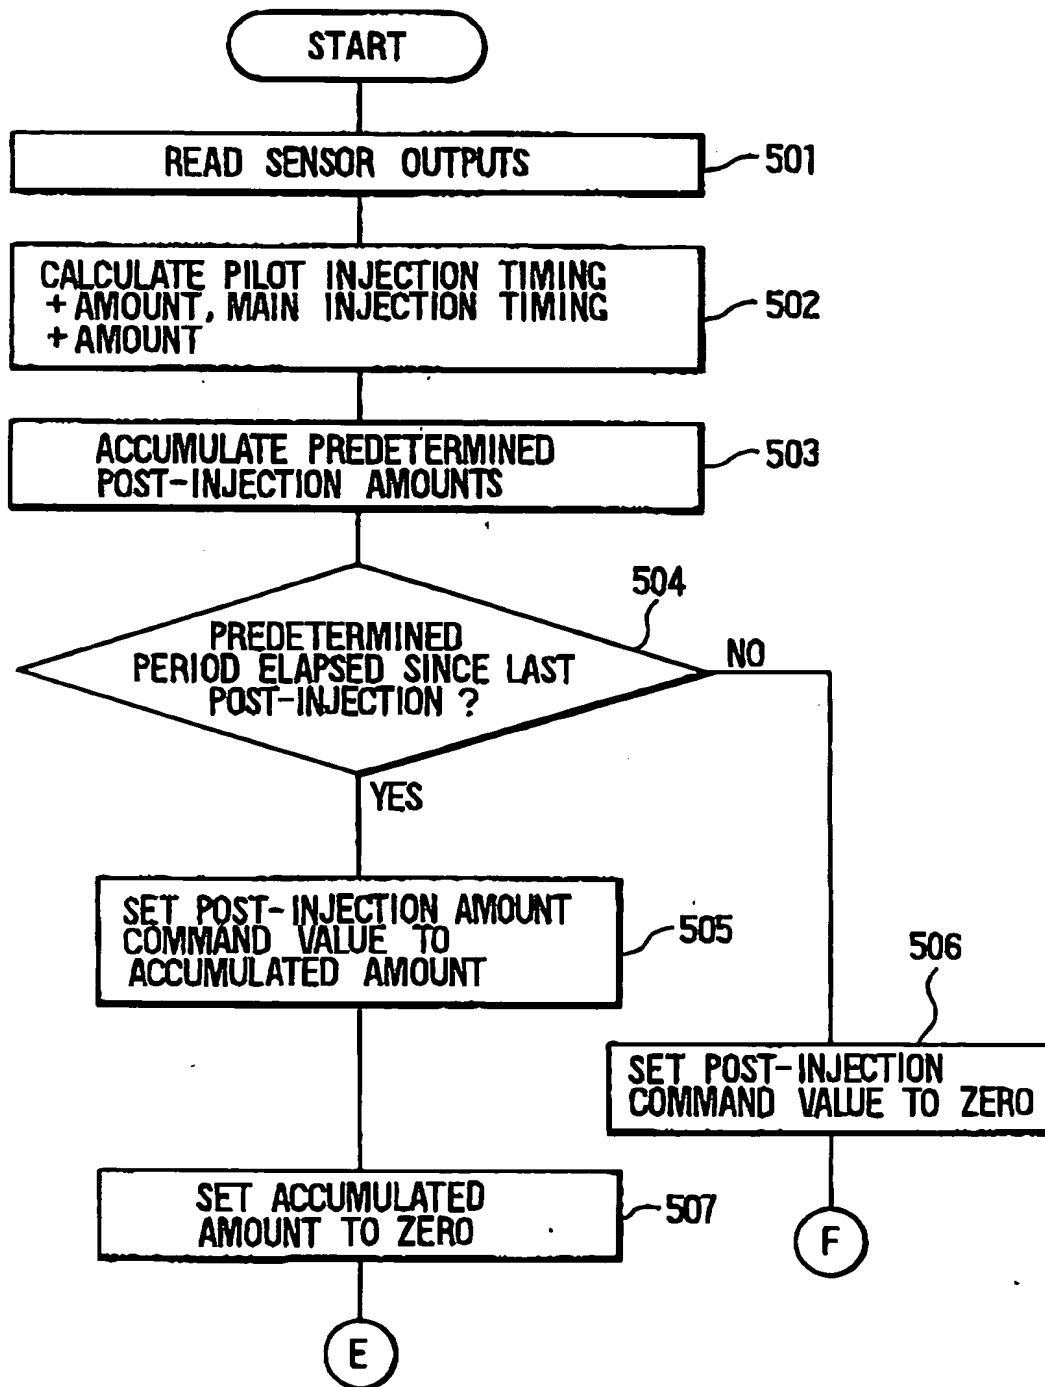 START
READ SENSOR OUTPUTS
501
CALCULATE PILOT INJECTION TIMING
+ AMOUNT, MAIN INJECTION TIMING
+ AMOUNT
502
ACCUMULATE PREDETERMINED
POST-INJECTION AMOUNTS
503
504
PREDETERMINED
PERIOD ELAPSED SINCE LAST
POST-INJECTION ?
NO
YES
SET POST-INJECTION AMOUNT
COMMAND VALUE TO
ACCUMULATED AMOUNT
505
506
SET POST-INJECTION
COMMAND VALUE TO ZERO
SET ACCUMULATED
AMOUNT TO ZERO
507
F
E